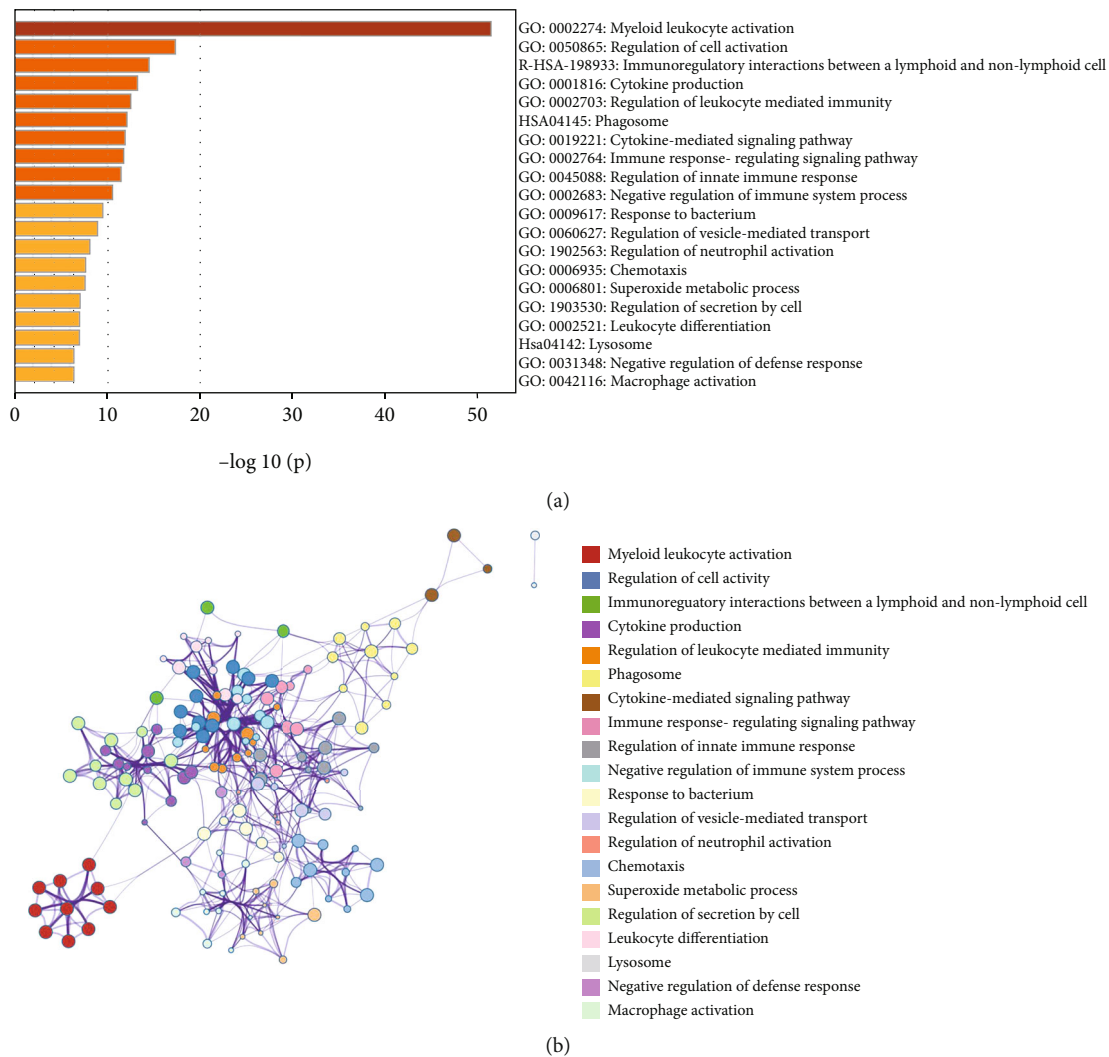 GO: 0002274: Myeloid leukocyte activation
GO: 0050865: Regulation of cell activation
R-HSA-198933: Immunoregulatory interactions between a lymphoid and non-lymphoid cell
GO: 0001816: Cytokine production
GO: 0002703: Regulation of leukocyte mediated immunity
HSA04145: Phagosome
GO: 0019221: Cytokine-mediated signaling pathway
GO: 0002764: Immune response- regulating signaling pathway
GO: 0045088: Regulation of innate immune response
GO: 0002683: Negative regulation of immune system process
GO: 0009617: Response to bacterium
GO: 0060627: Regulation of vesicle-mediated transport
GO: 1902563: Regulation of neutrophil activation
GO: 0006935: Chemotaxis
GO: 0006801: Superoxide metabolic process
GO: 1903530: Regulation of secretion by cell
GO: 0002521: Leukocyte differentiation
Hsa04142: Lysosome
GO: 0031348: Negative regulation of defense response
GO: 0042116: Macrophage activation
0 10 20 30 40 50
–log 10 (p)
(a)
Myeloid leukocyte activation
Regulation of cell activity
Immunoreguatory interactions between a lymphoid and non-lymphoid cell
Cytokine production
Regulation of leukocyte mediated immunity
Phagosome
Cytokine-mediated signaling pathway
Immune response- regulating signaling pathway
Regulation of innate immune response
Negative regulation of immune system process
Response to bacterium
Regulation of vesicle-mediated transport
Regulation of neutrophil activation
Chemotaxis
Superoxide metabolic process
Regulation of secretion by cell
Leukocyte differentiation
Lysosome
Negative regulation of defense response
Macrophage activation
(b)